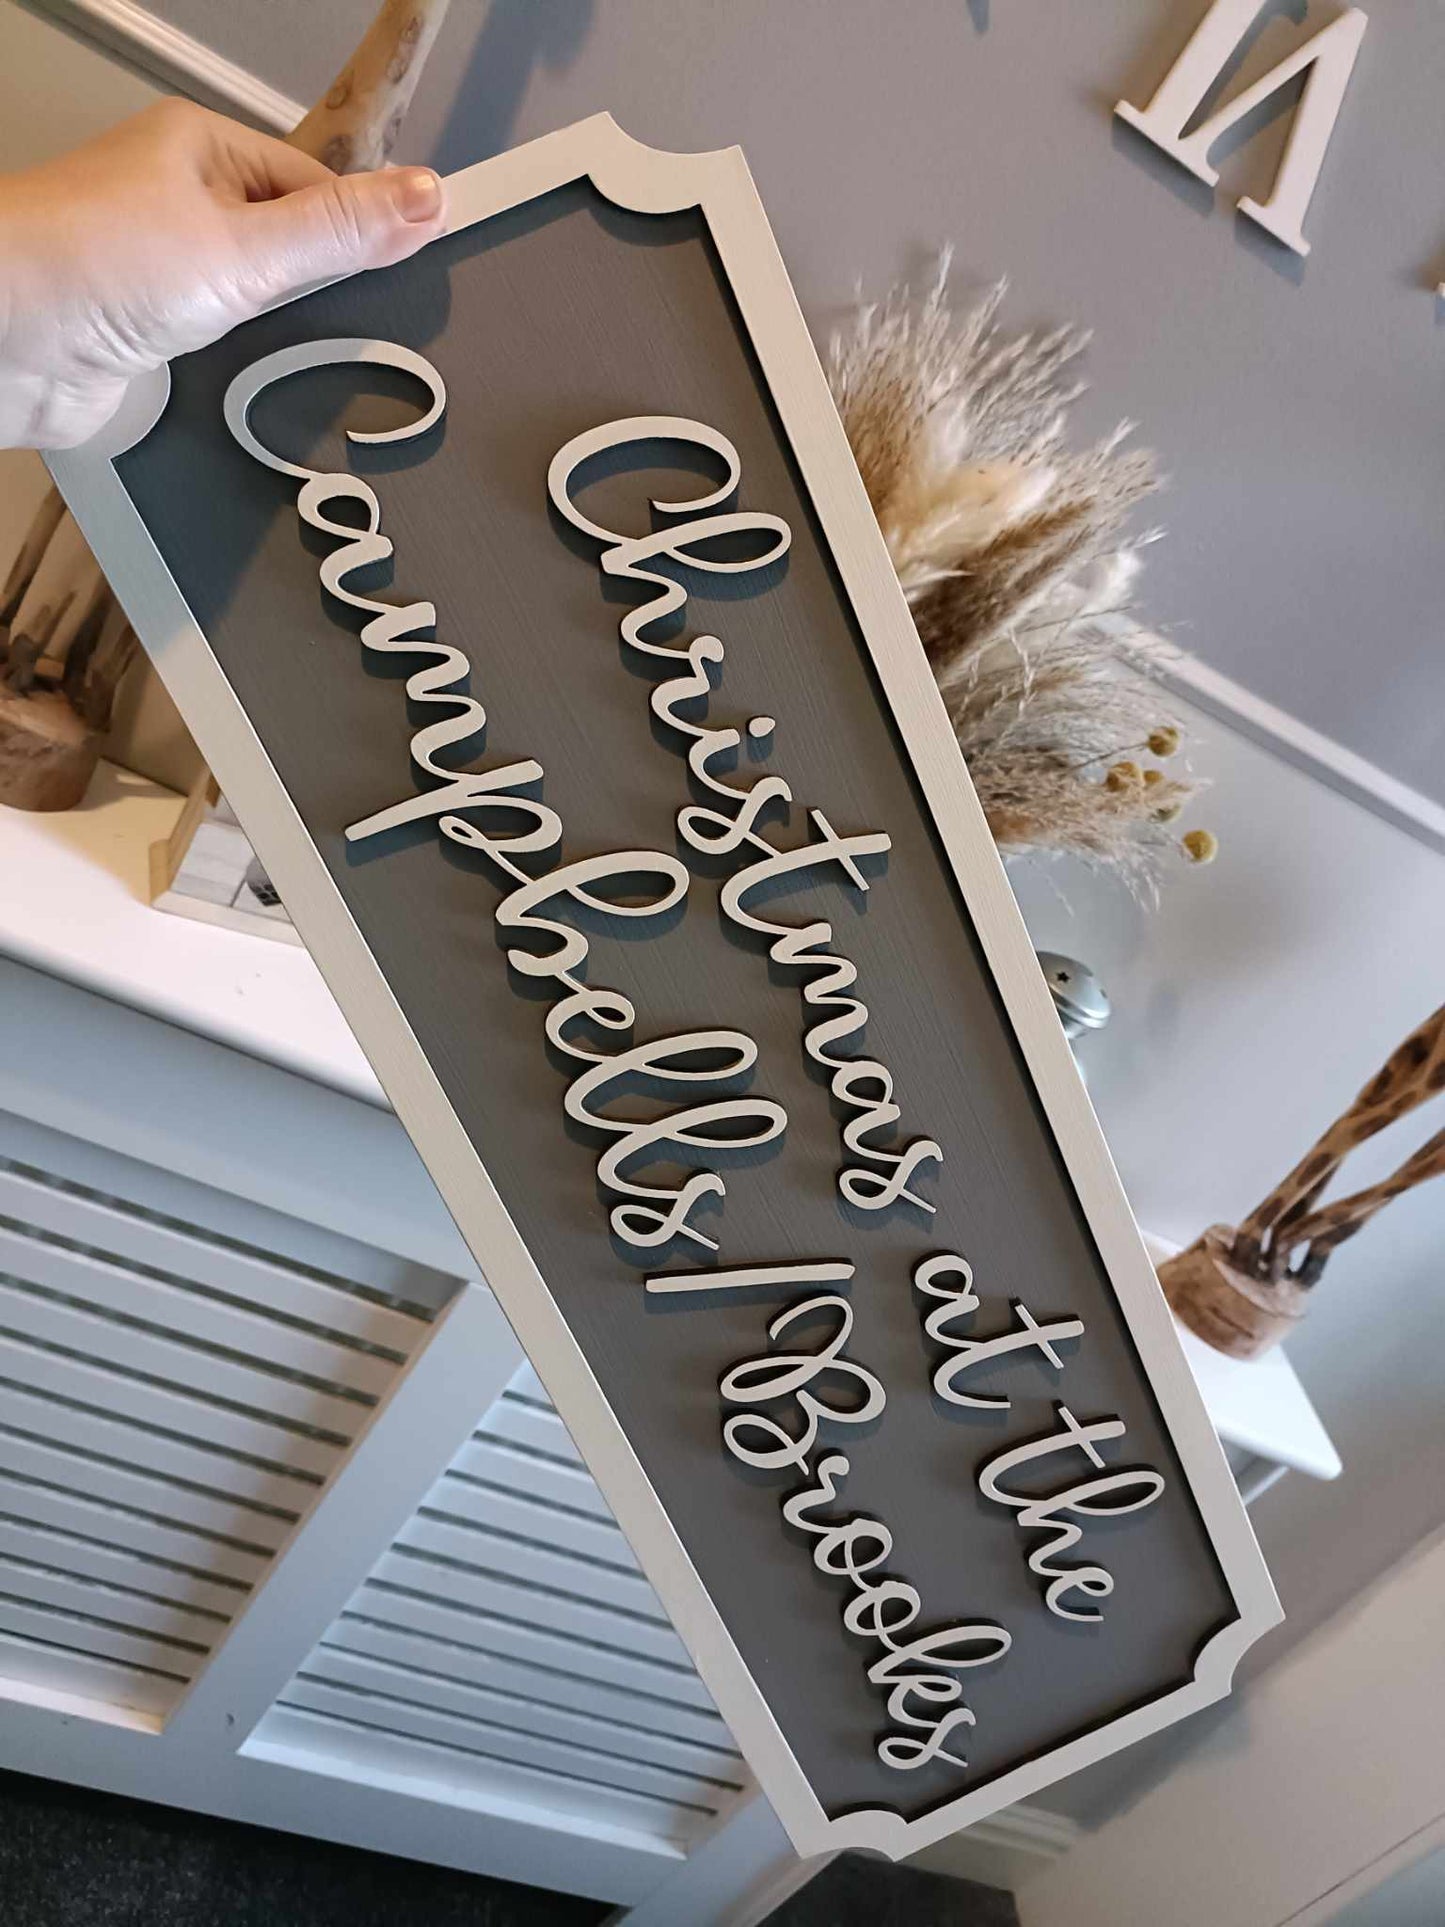 Christmas at the
Campbells/Brooks